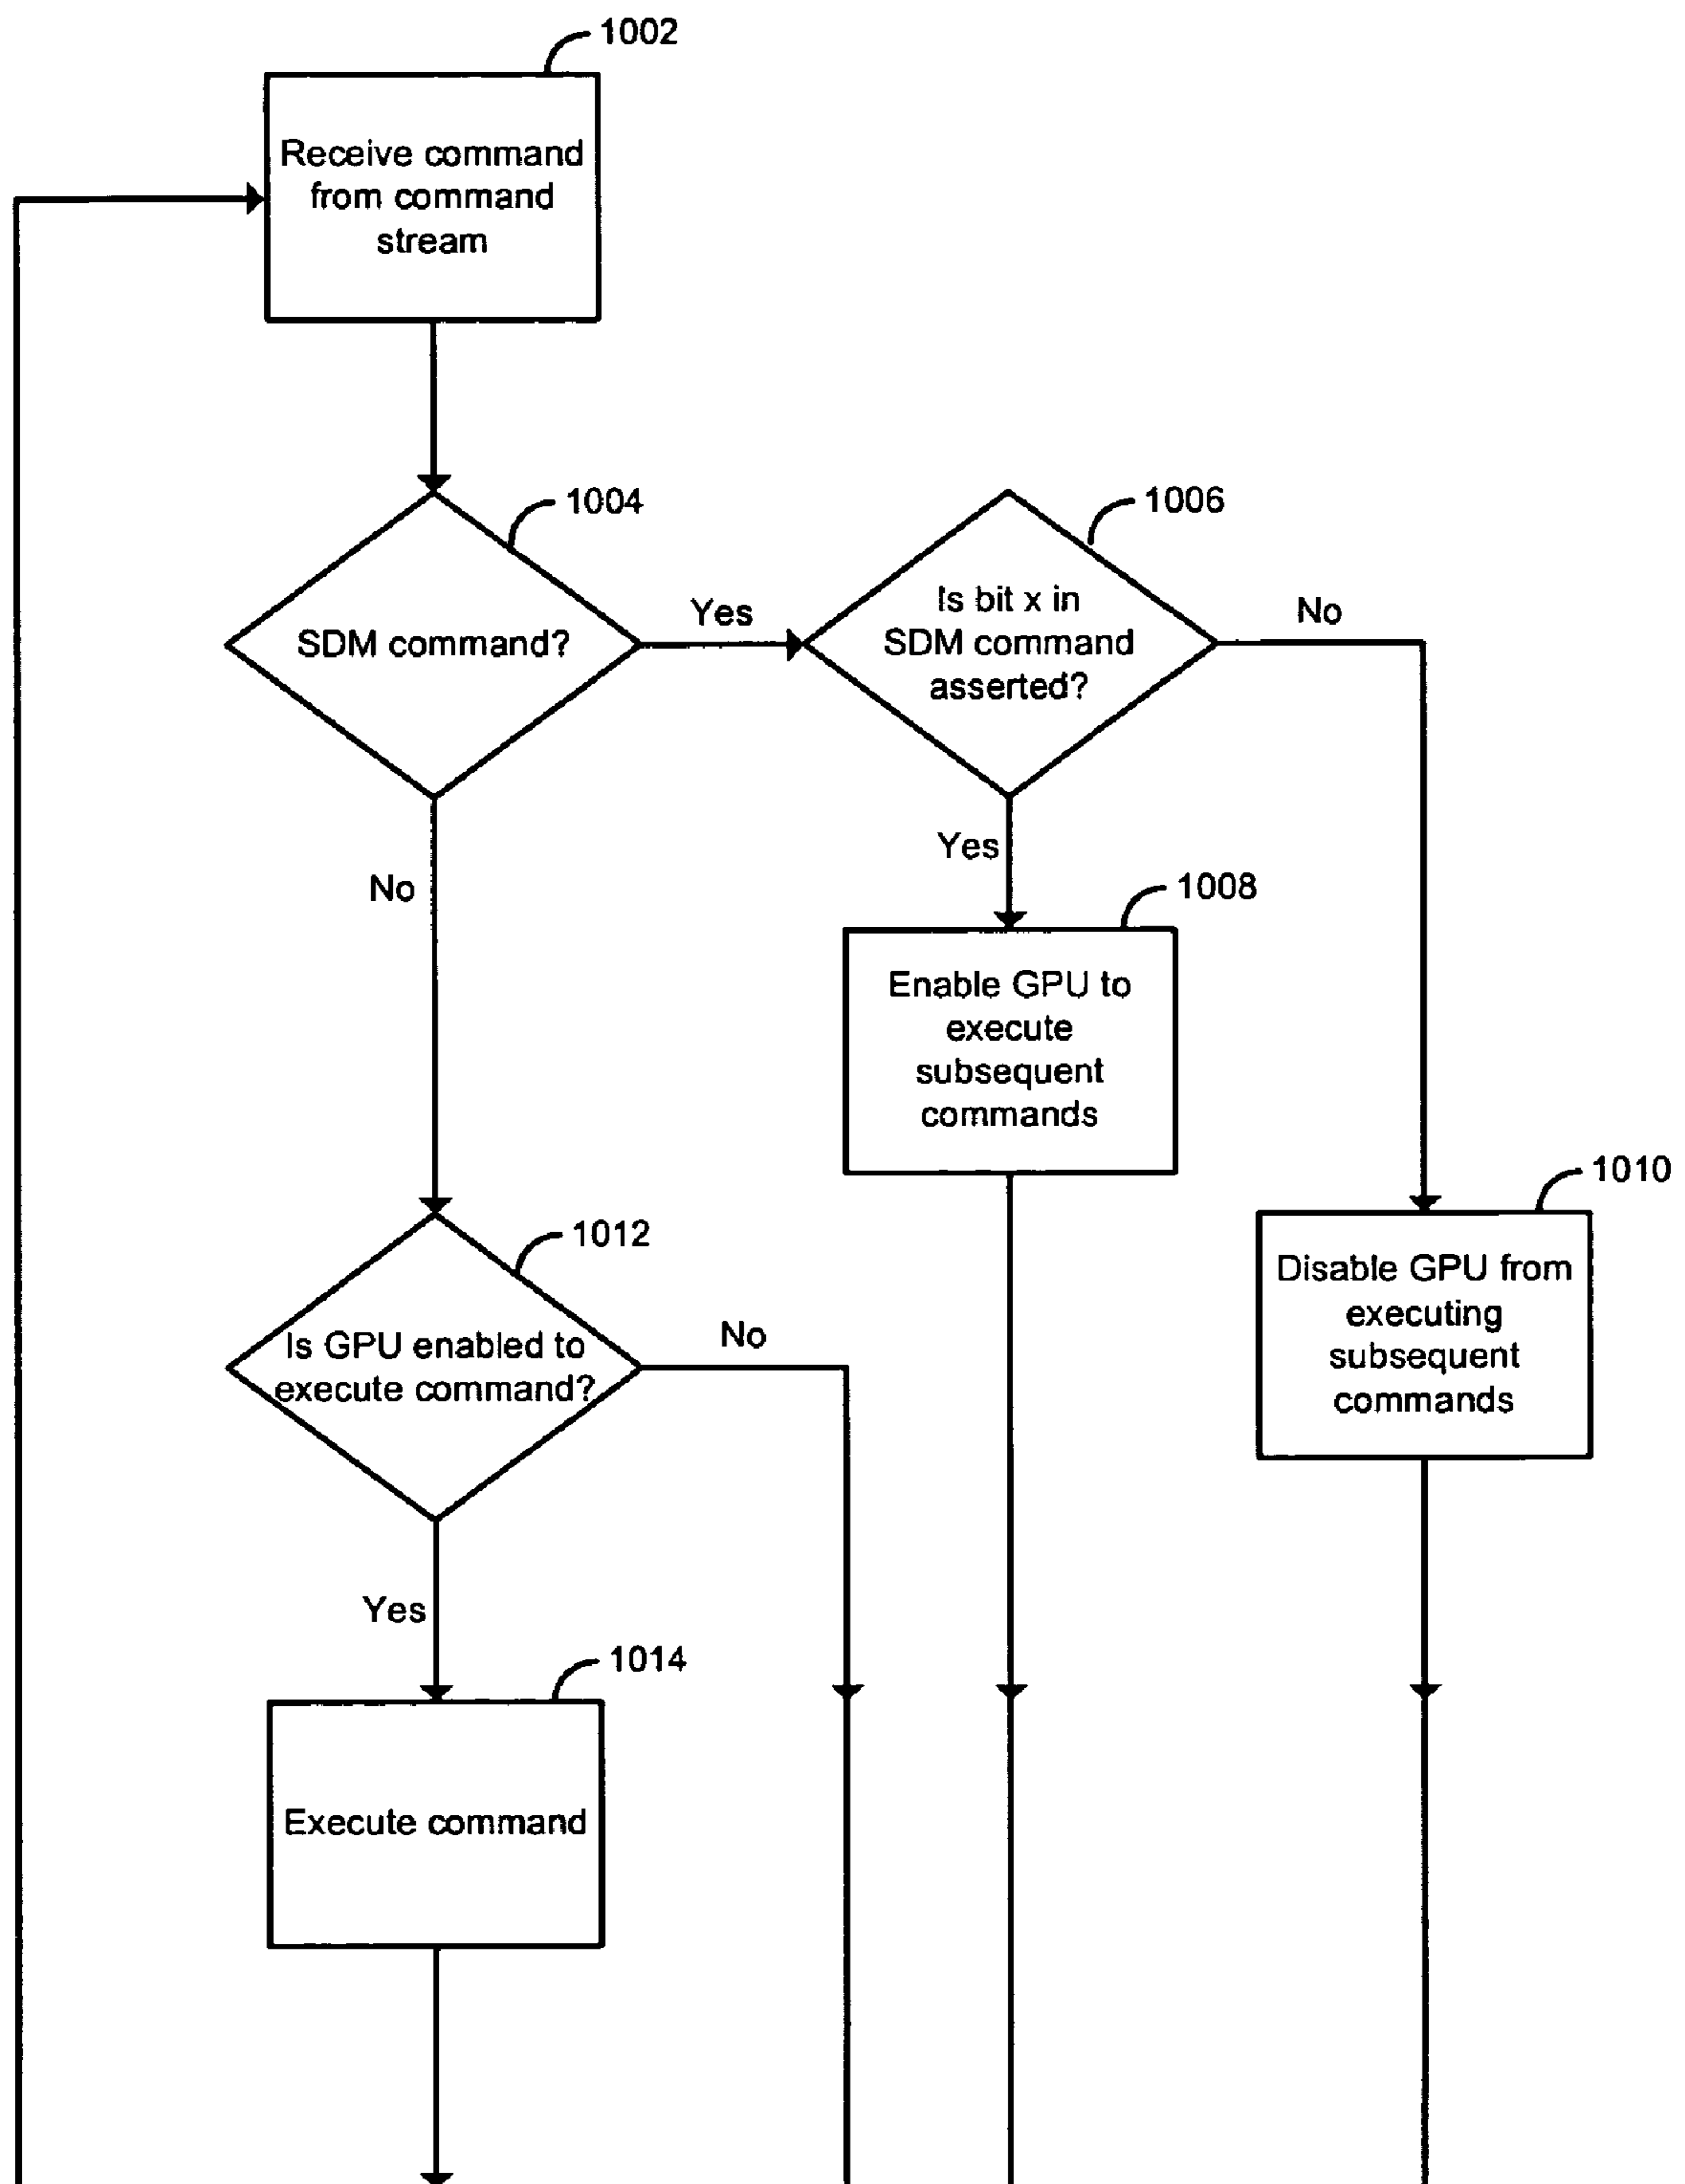 1002
Receive command
from command
stream
1004
SDM command?
Yes
1006
Is bit x in
SDM command
asserted?
No
Yes
No
1008
Enable GPU to
execute
subsequent
commands
1010
Disable GPU from
executing
subsequent
commands
1012
Is GPU enabled to
execute command?
No
Yes
1014
Execute command